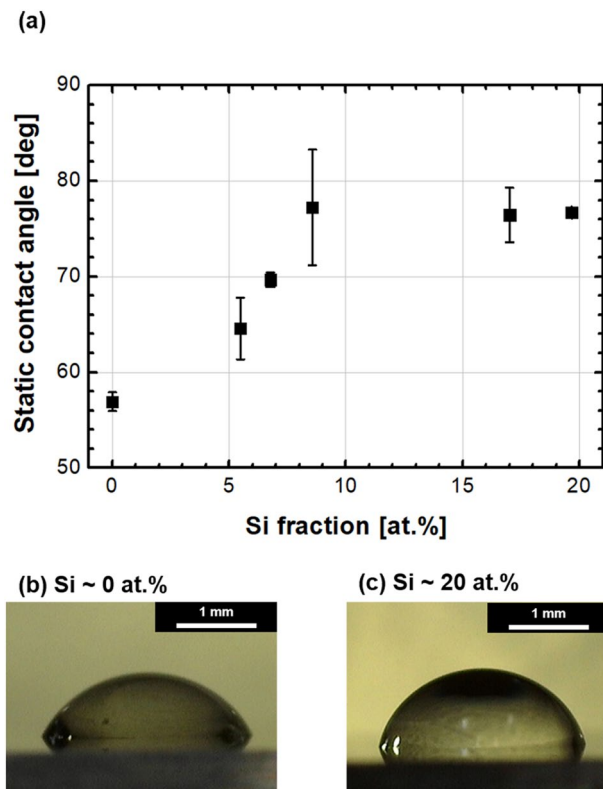 (a)
90
80
70
60
50
Static contact angle [deg]
0 5 10 15 20
Si fraction [at.%]
(b) Si ~ 0 at.%
(c) Si ~ 20 at.%
1 mm
1 mm